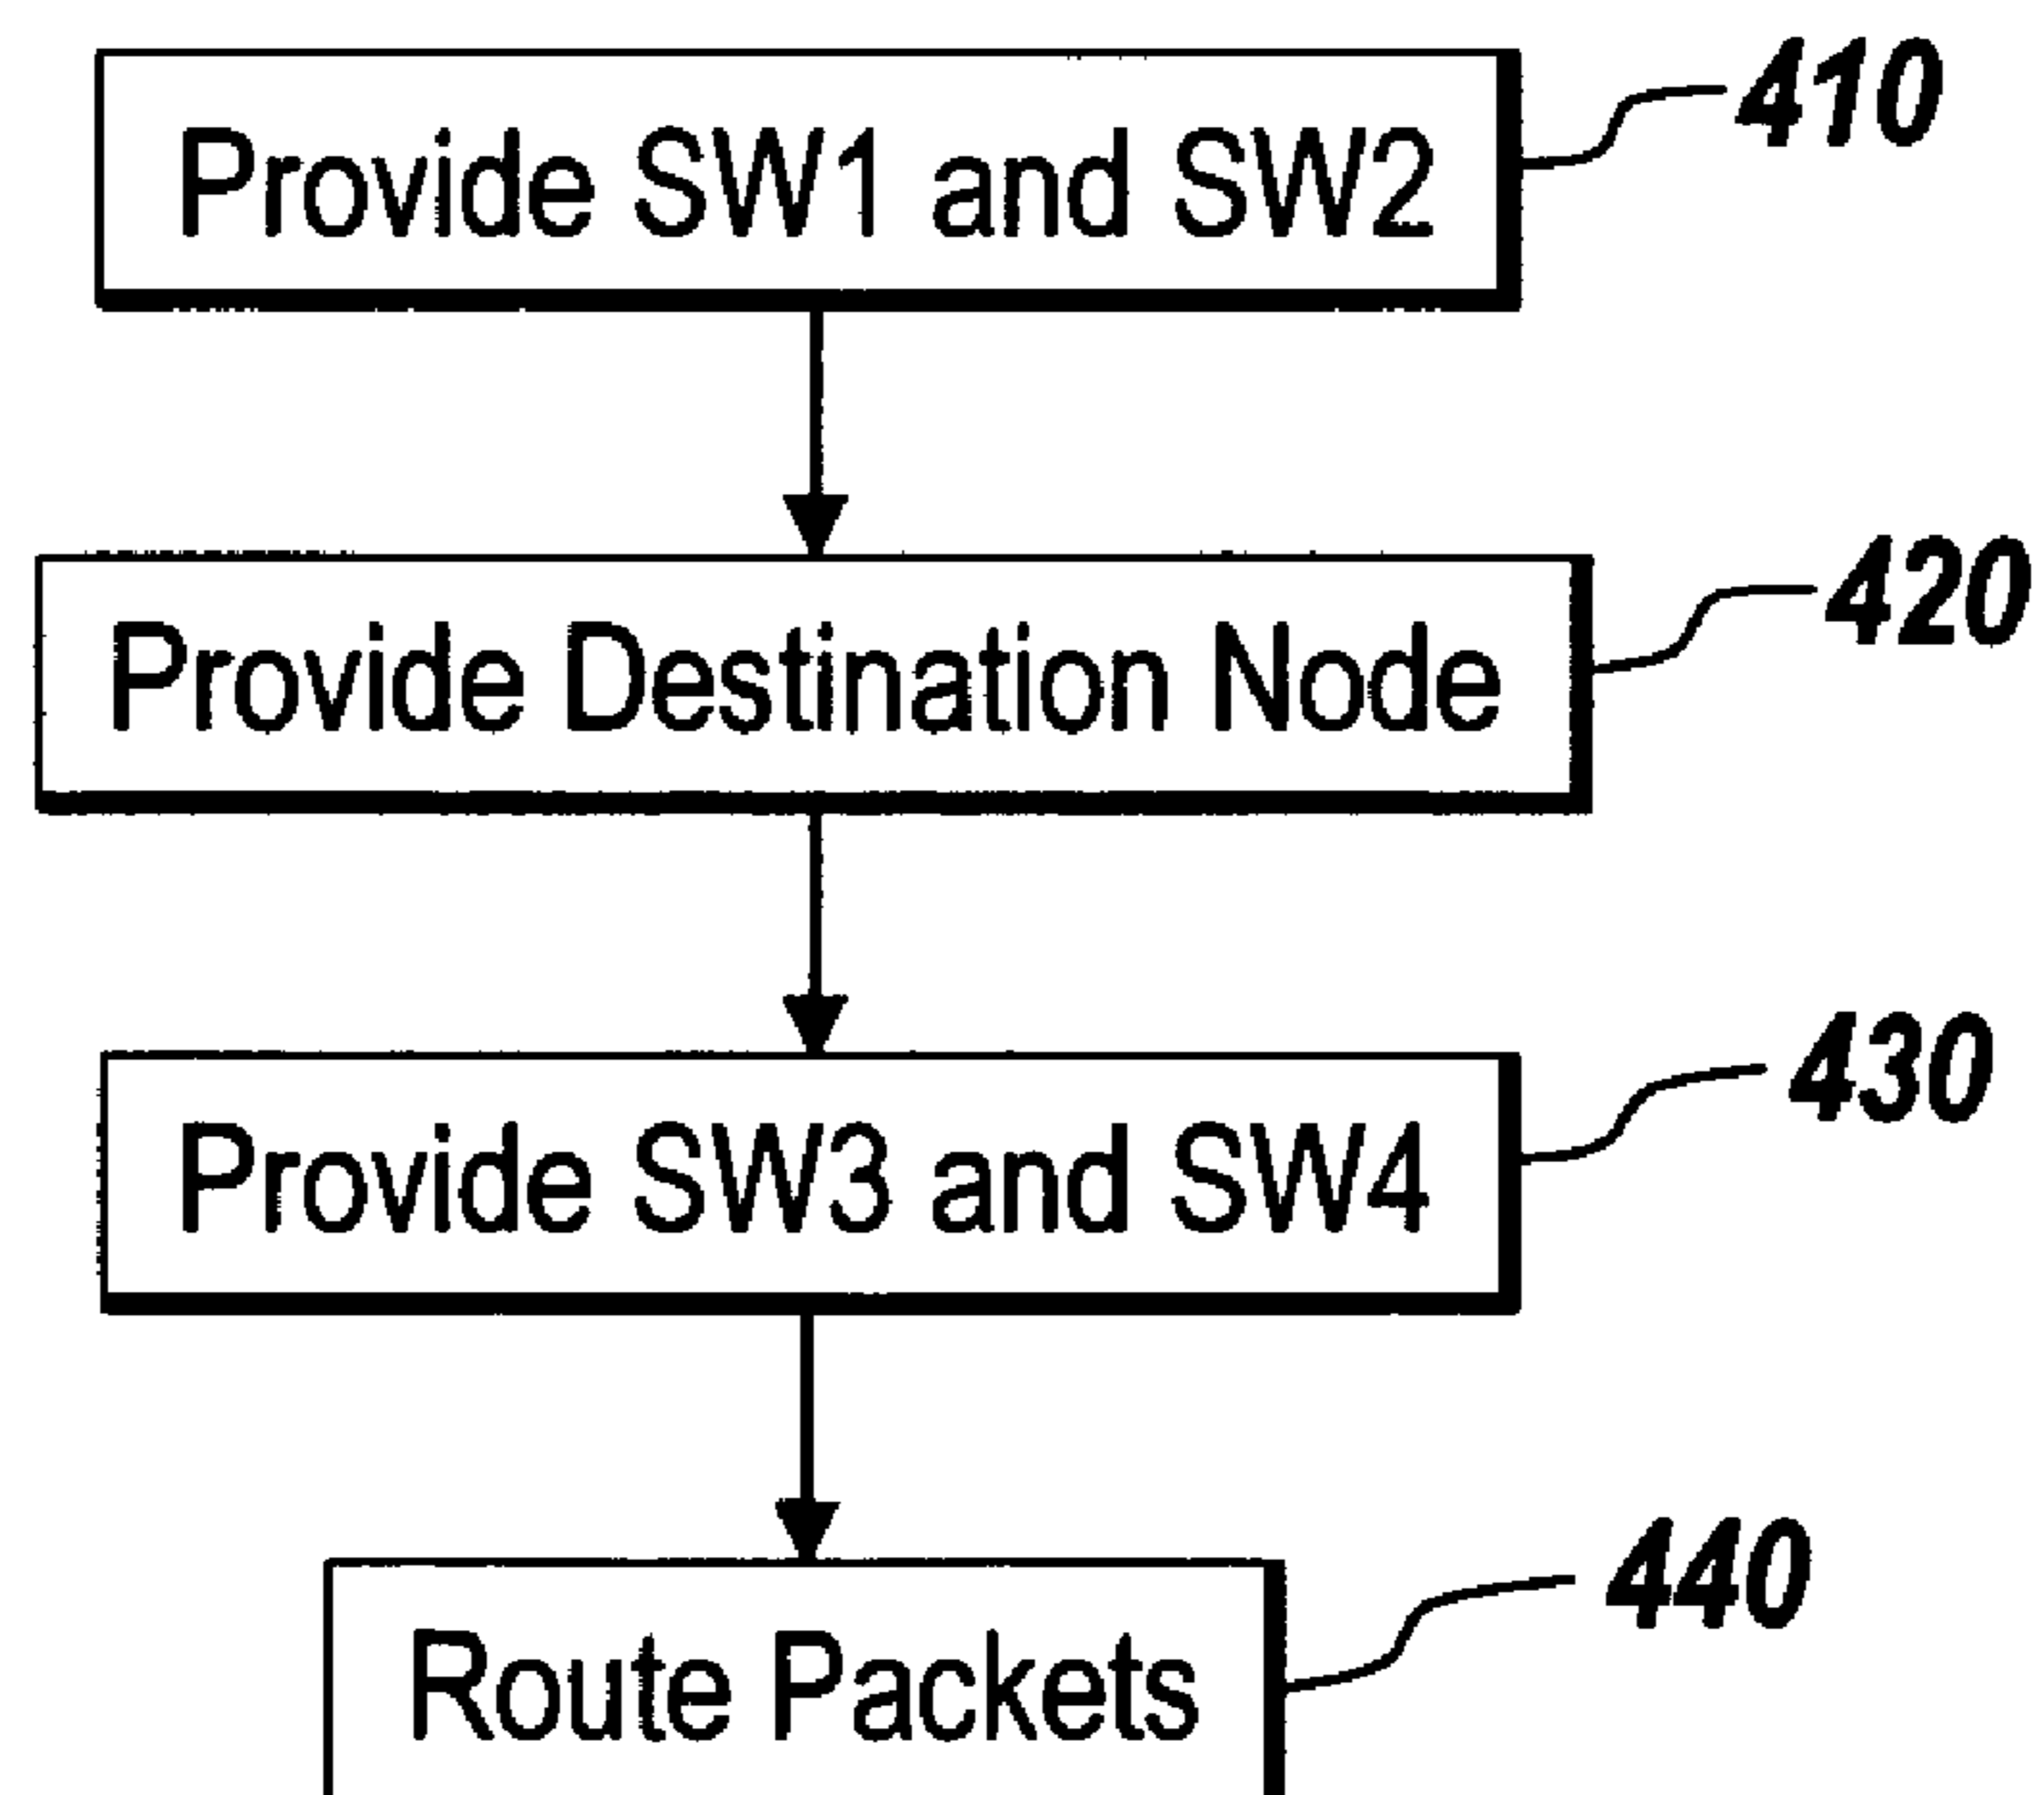 Provide SW1 and SW2
410
Provide Destination Node
420
Provide SW3 and SW4
430
Route Packets
440